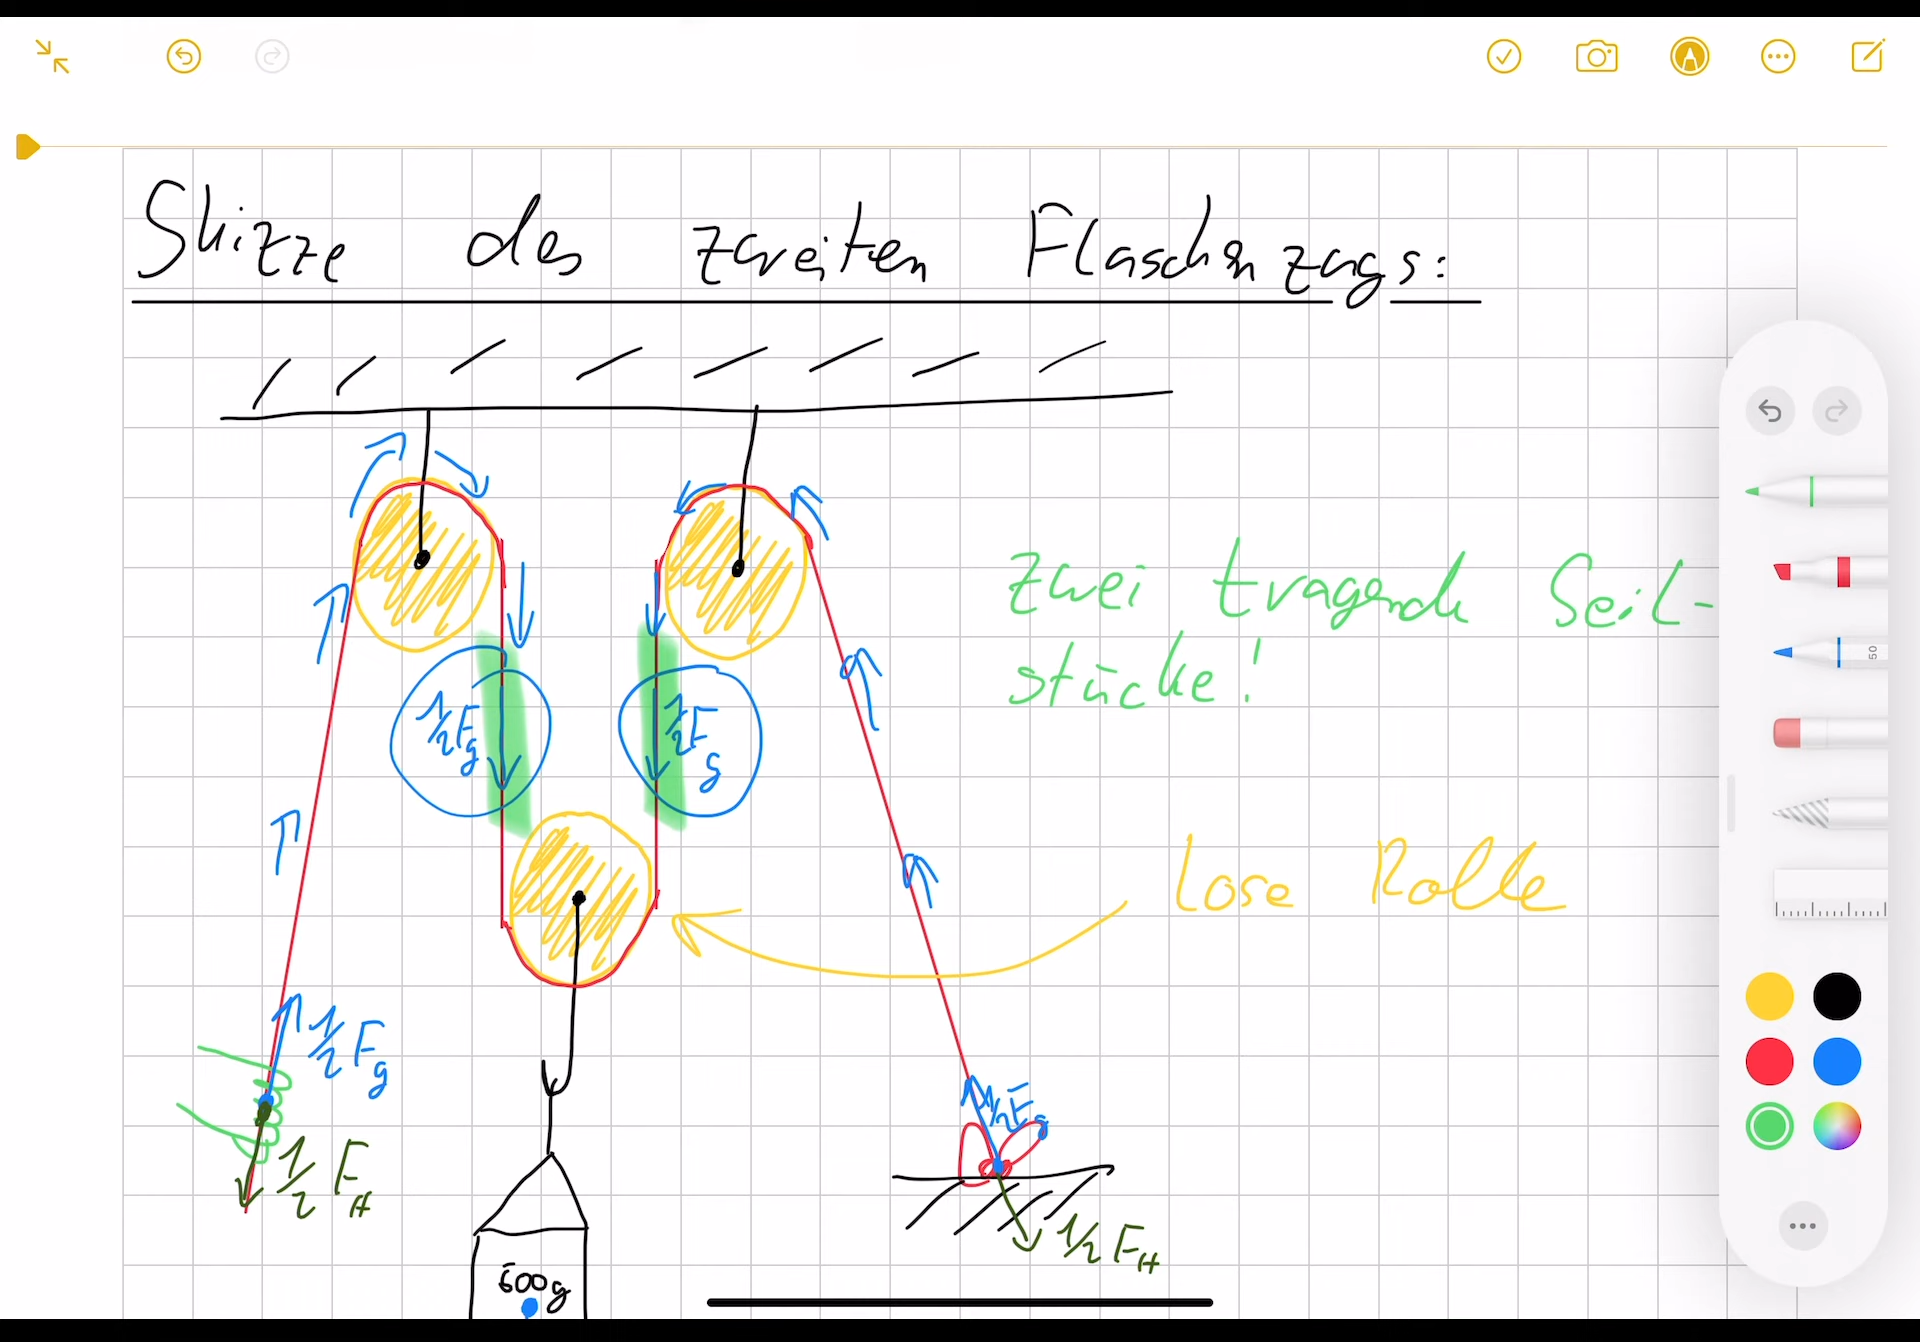 Skizze des zweiten Flaschenzugs:
Zwei tragende Seil-
stücke!
1/2 Fg
1/2 Fg
Lose Rolle
1/2 Fg
1/2 FH
1/2 Fg
1/2 FH
600g
50